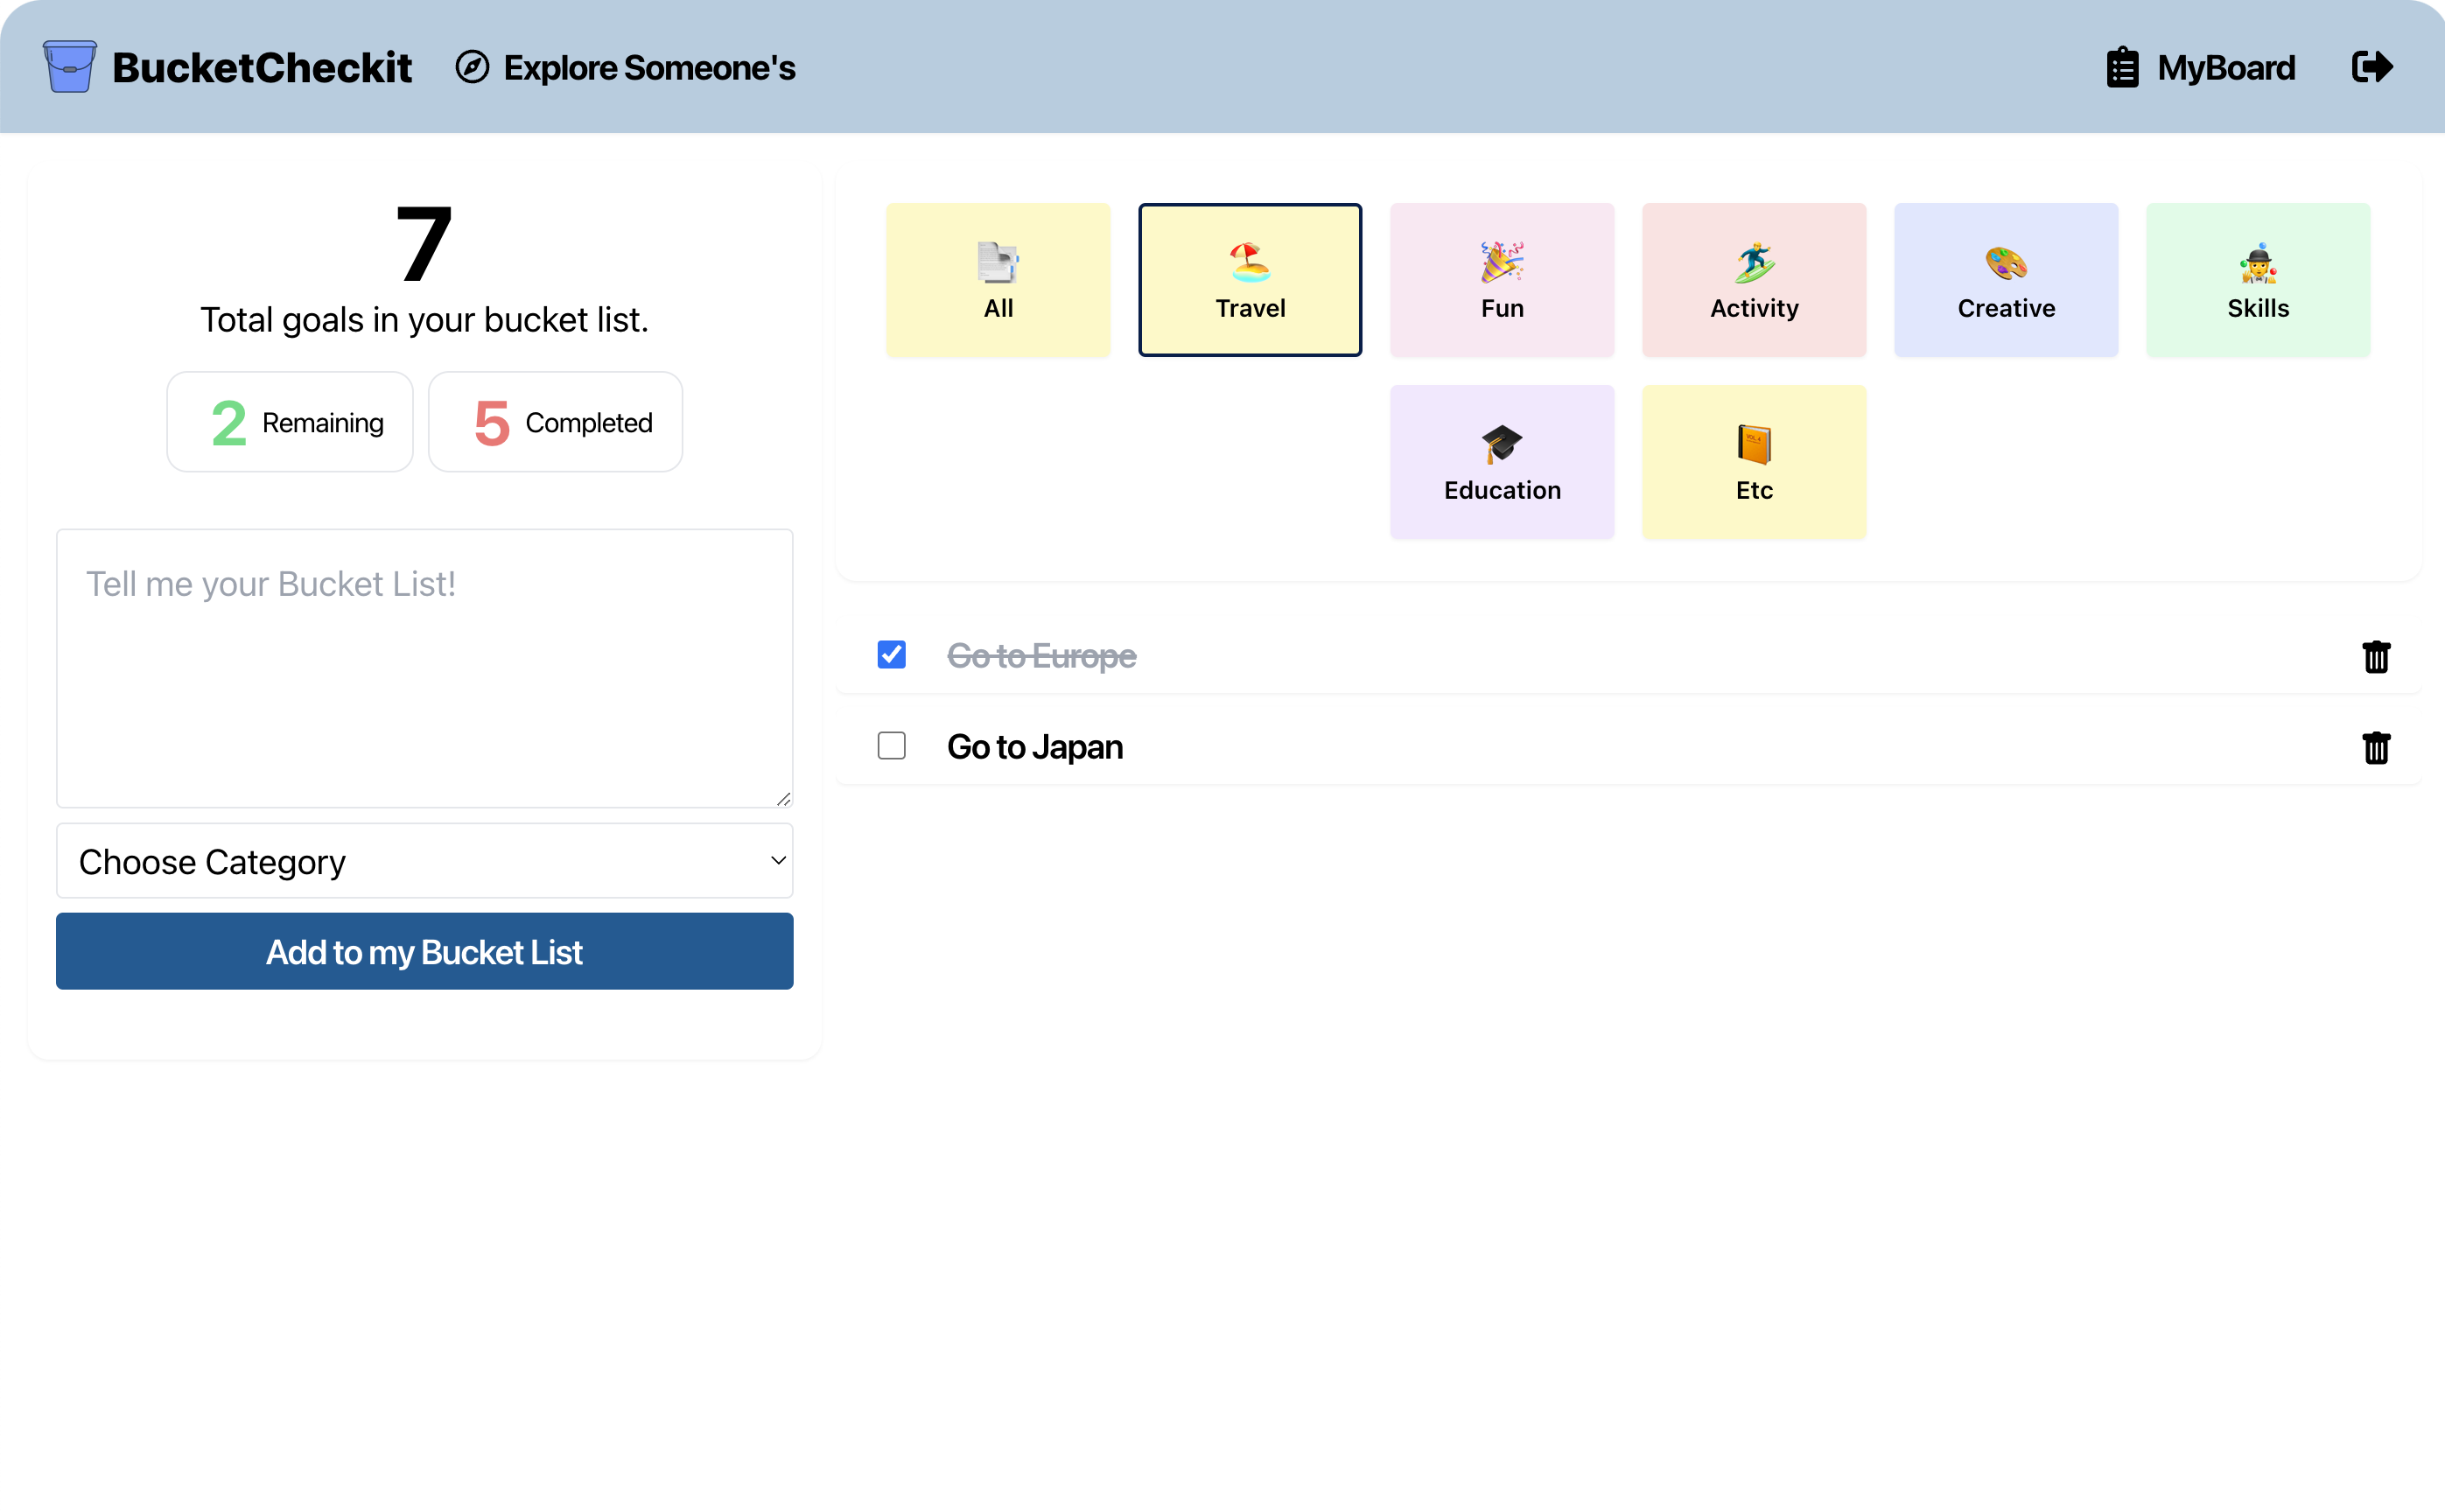 BucketCheckit
Explore Someone's
MyBoard
7
Total goals in your bucket list.
2 Remaining
5 Completed
Tell me your Bucket List!
Choose Category
Add to my Bucket List
All
Travel
Fun
Activity
Creative
Skills
Education
Etc
Go to Europe
Go to Japan